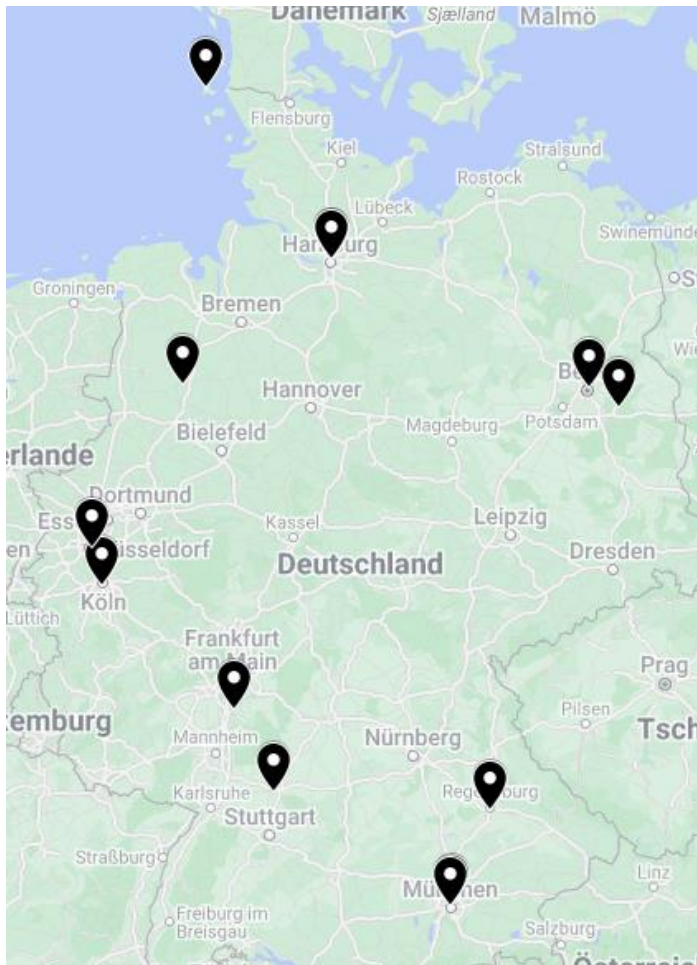 Dänemark
Sjælland
Malmö
Flensburg
Kiel
Stralsund
Rostock
Lübeck
Swinemünde
Groningen
Bremen
Hannover
Potsdam
Magdeburg
Bielefeld
erlande
Dortmund
Kassel
Leipzig
Dresden
Deutschland
Köln
Lüttich
Frankfurt
am Main
Prag
Pilsen
emburg
Tsch
Mannheim
Nürnberg
Karlsruhe
Stuttgart
Straßburg
Linz
Freiburg im
Breisgau
Salzburg